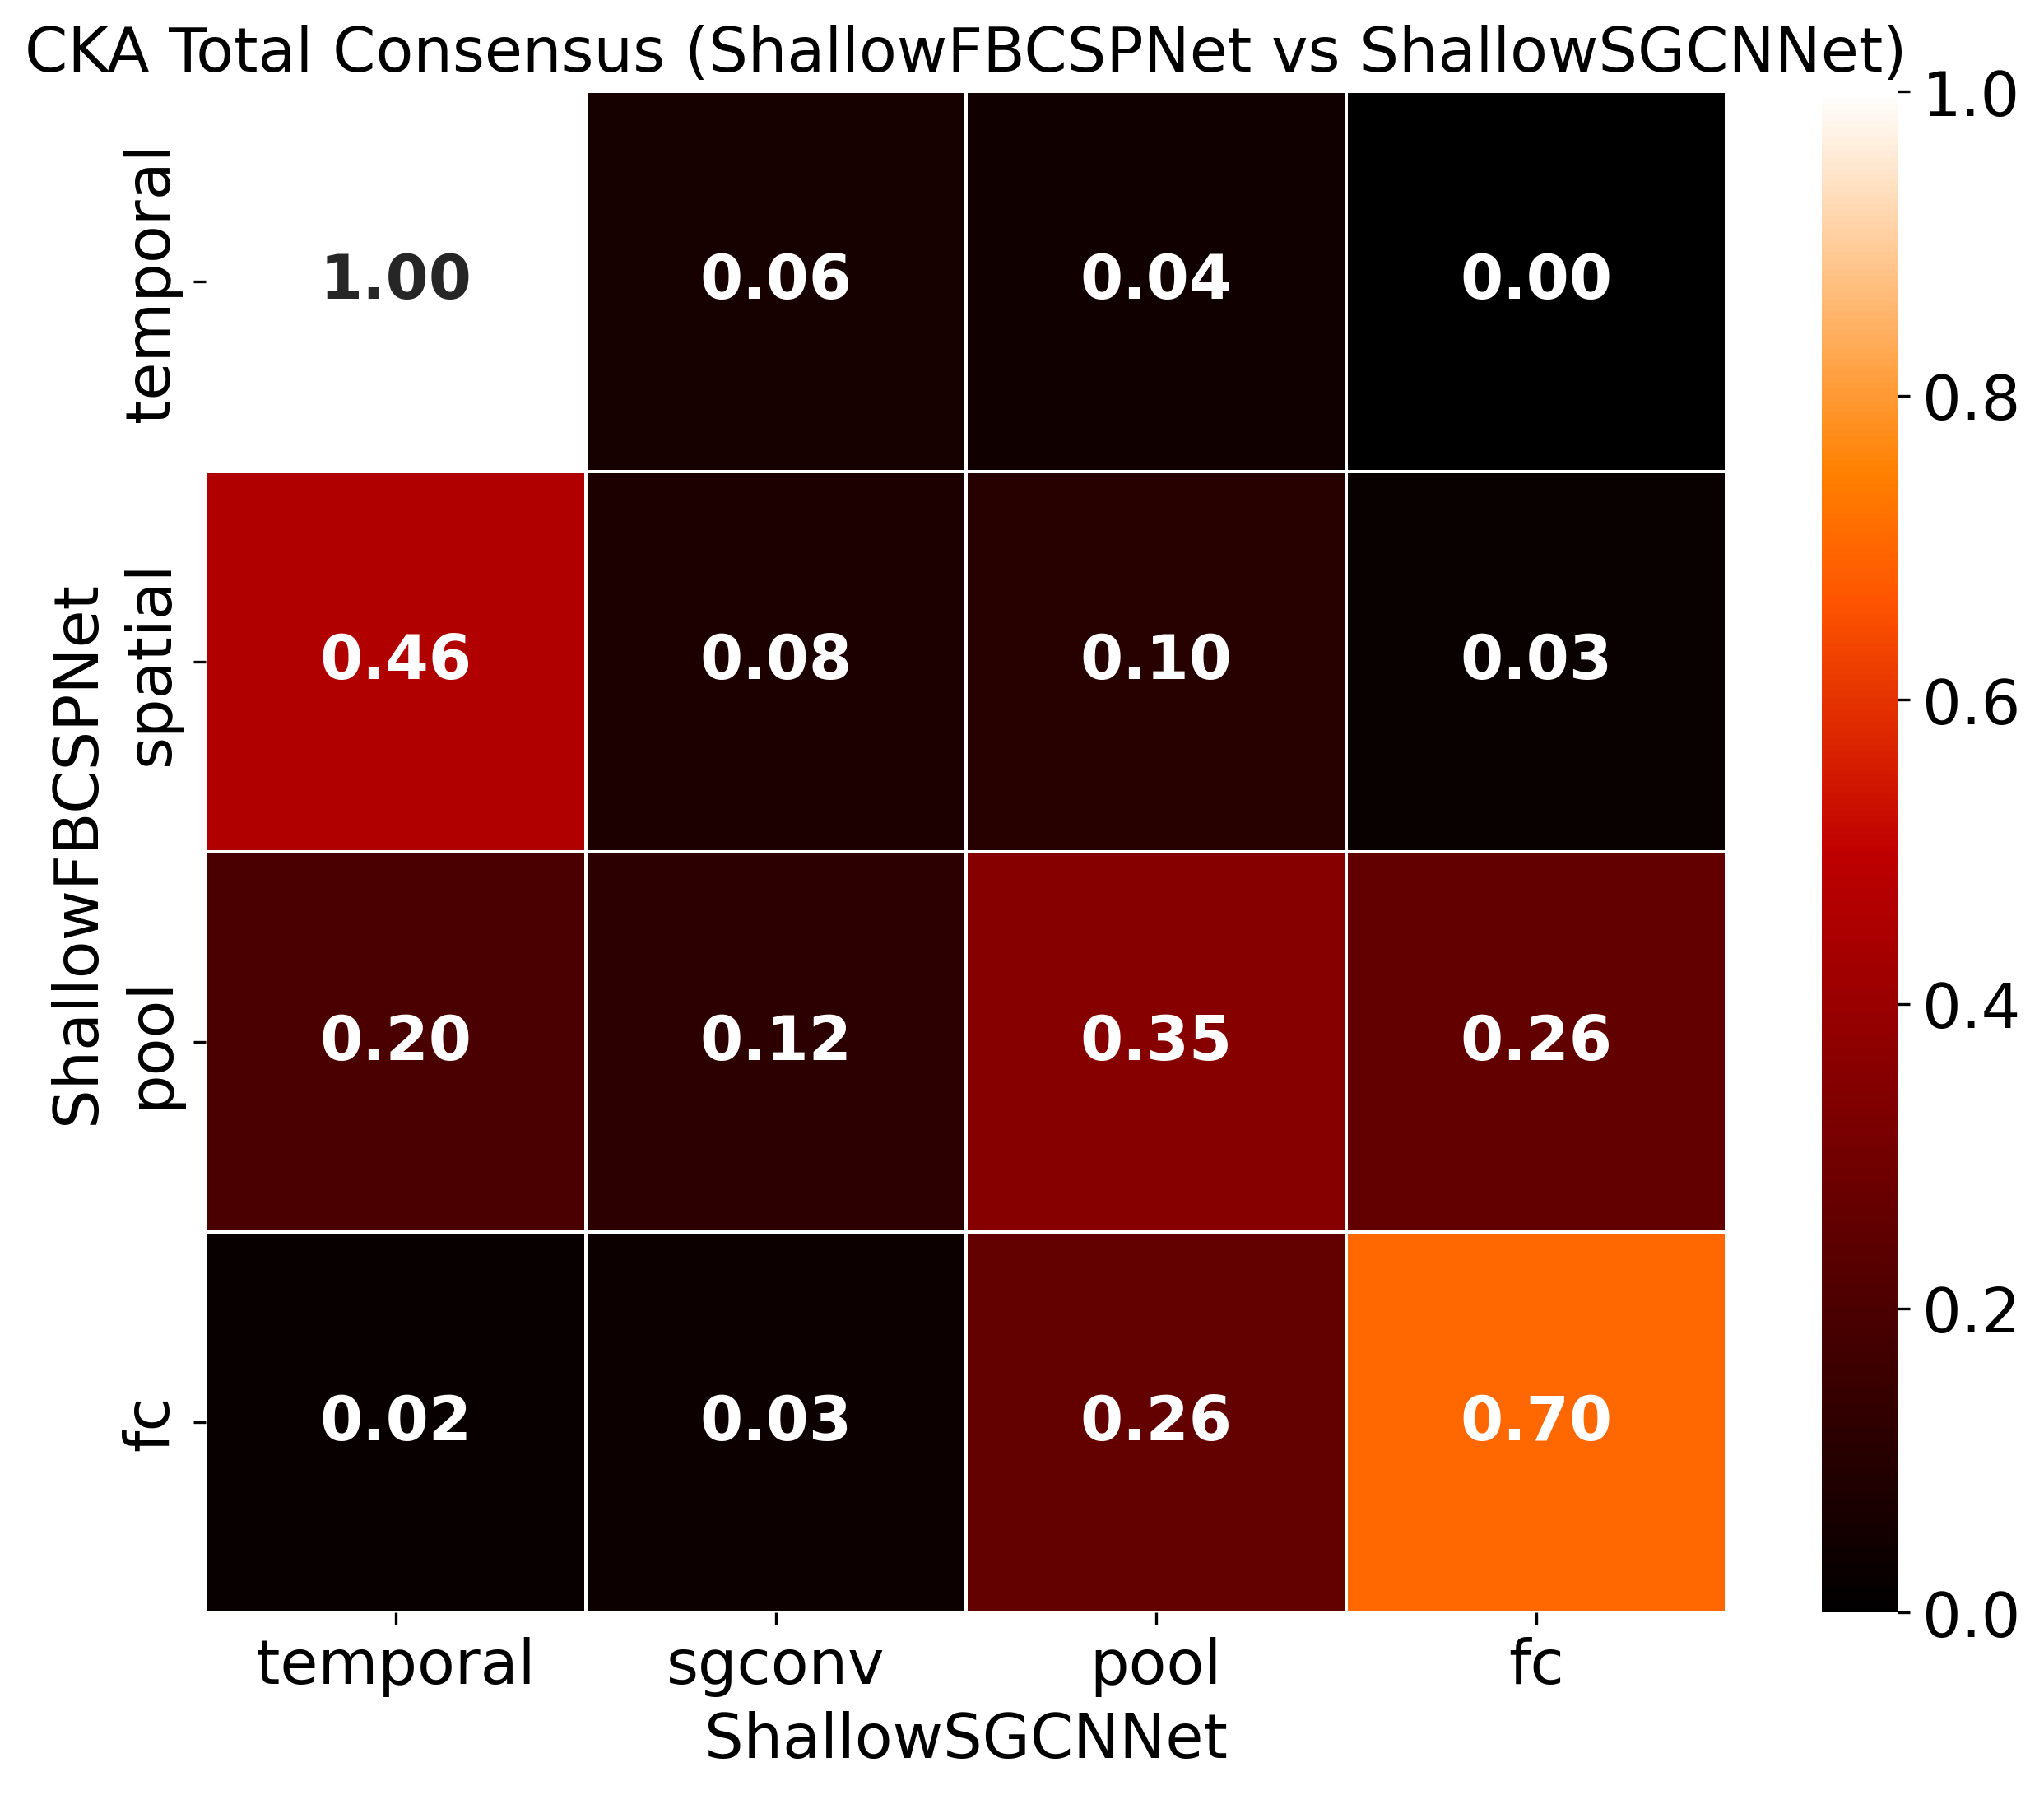 CKA Total Consensus (ShallowFBCSPNet vs ShallowSGCNNet)
ShallowFBCSPNet
temporal
1.00 0.06 0.04 0.00
spatial
0.46 0.08 0.10 0.03
pool
0.20 0.12 0.35 0.26
fc
0.02 0.03 0.26 0.70
temporal sgconv pool fc
ShallowSGCNNet
1.0
0.8
0.6
0.4
0.2
0.0